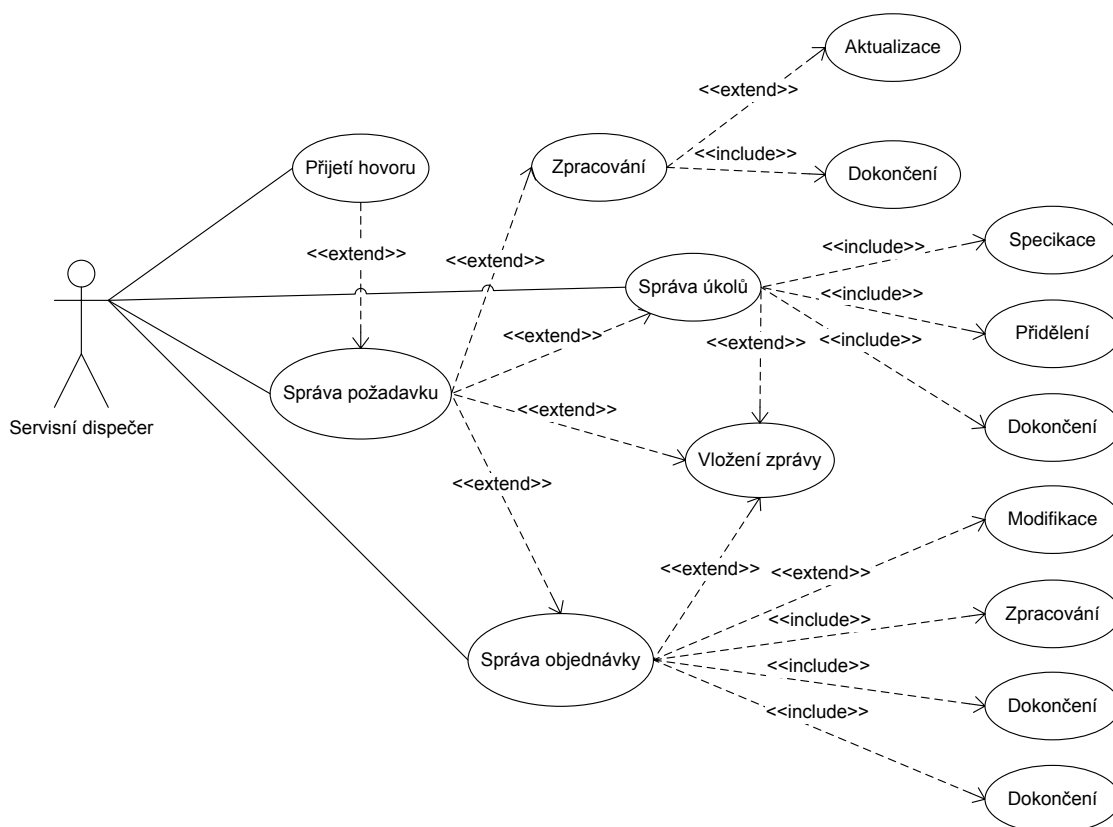 Aktualizace
<<extend>>
Přijetí hovoru
Zpracování
<<include>>
Dokončení
<<extend>>
<<extend>>
<<include>>
Specikace
Správa úkolů
<<include>>
<<extend>>
<<extend>>
<<include>>
Přidělení
Správa požadavku
Servisní dispečer
<<extend>>
Dokončení
Vložení zprávy
<<extend>>
Modifikace
<<extend>>
<<extend>>
<<include>>
Zpracování
Správa objednávky
<<include>>
Dokončení
<<include>>
Dokončení